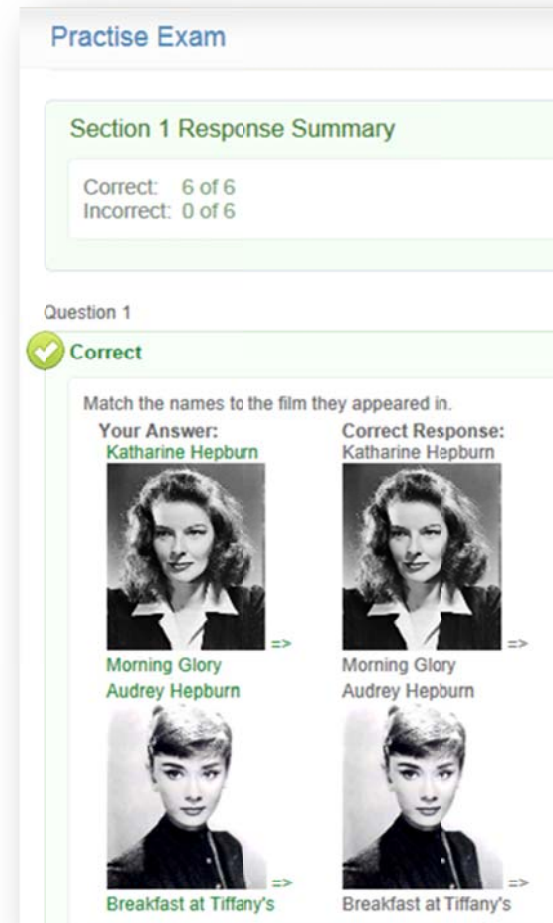 Practise Exam
Section 1 Response Summary
Correct: 6 of 6
Incorrect: 0 of 6
Question 1
Correct
Match the names to the film they appeared in.
Your Answer:
Katharine Hepburn
=>
Morning Glory
Audrey Hepburn
=>
Breakfast at Tiffany's
Correct Response:
Katharine Hepburn
=>
Morning Glory
Audrey Hepburn
=>
Breakfast at Tiffany's